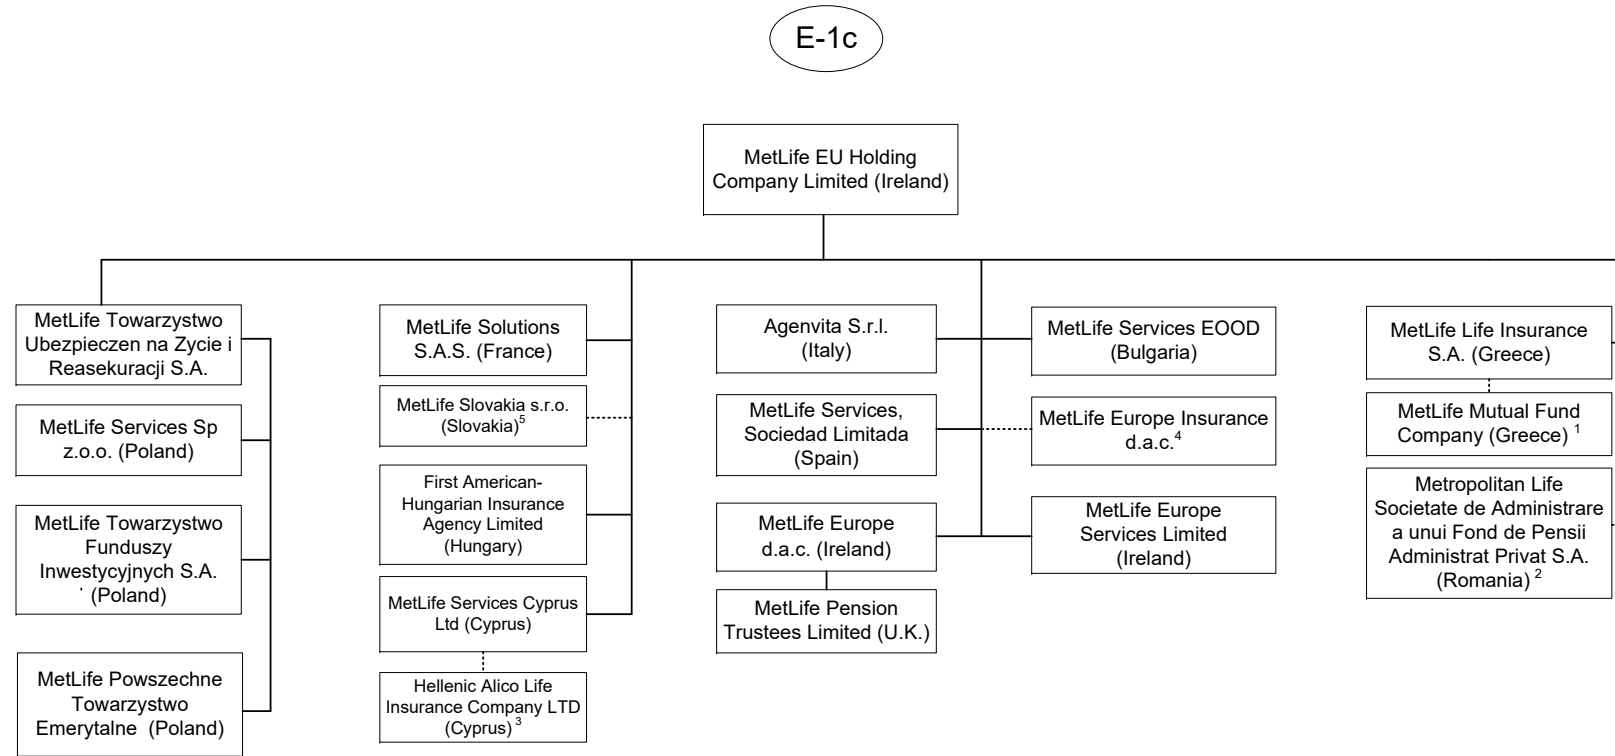 E-1c
MetLife EU Holding
Company Limited (Ireland)
MetLife Towarzystwo
Ubezpieczen na Zycie i
Reasekuracji S.A.
MetLife Services Sp
z.o.o. (Poland)
MetLife Towarzystwo
Funduszy
Inwestycyjnych S.A.
' (Poland)
MetLife Powszechne
Towarzystwo
Emerytalne (Poland)
MetLife Solutions
S.A.S. (France)
MetLife Slovakia s.r.o.
(Slovakia)5
First American-
Hungarian Insurance
Agency Limited
(Hungary)
MetLife Services Cyprus
Ltd (Cyprus)
Hellenic Alico Life
Insurance Company LTD
(Cyprus) 3
Agenvita S.r.l.
(Italy)
MetLife Services,
Sociedad Limitada
(Spain)
MetLife Europe
d.a.c. (Ireland)
MetLife Pension
Trustees Limited (U.K.)
MetLife Services EOOD
(Bulgaria)
MetLife Europe Insurance
d.a.c.4
MetLife Europe
Services Limited
(Ireland)
MetLife Life Insurance
S.A. (Greece)
MetLife Mutual Fund
Company (Greece) 1
Metropolitan Life
Societate de Administrare
a unui Fond de Pensii
Administrat Privat S.A.
(Romania) 2